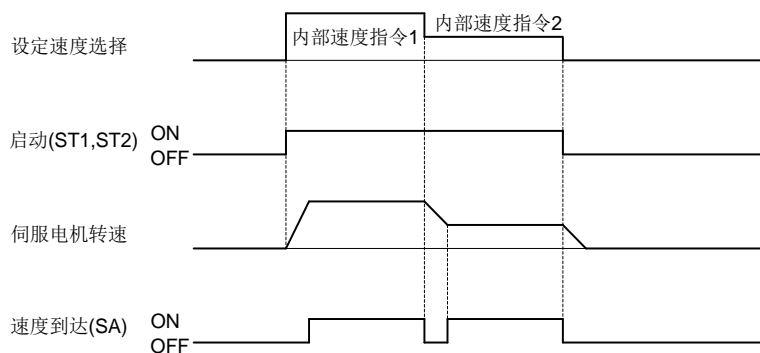 设定速度选择
内部速度指令1
内部速度指令2
启动(ST1,ST2)
ON
OFF
伺服电机转速
速度到达(SA)
ON
OFF